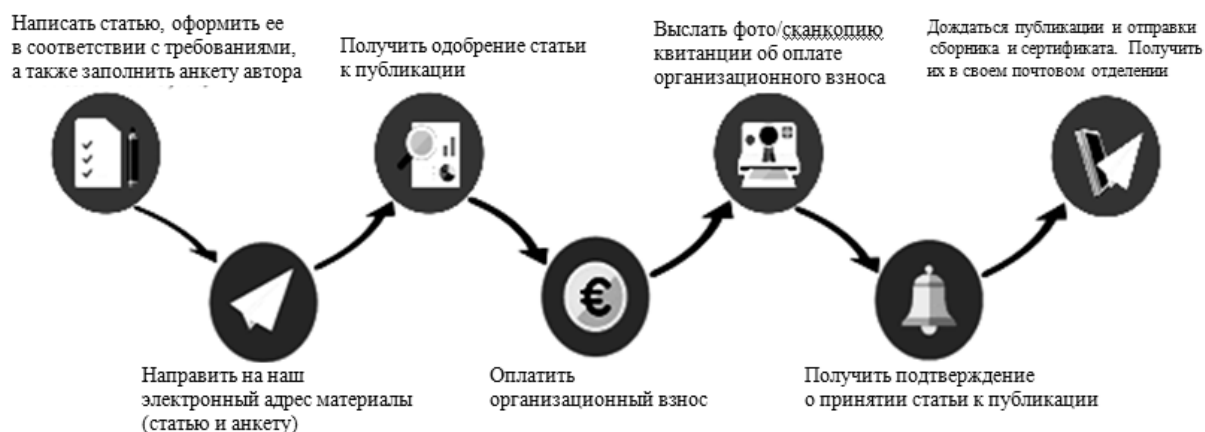 Написать статью, оформить ее
в соответствии с требованиями,
а также заполнить анкету автора
Направить на наш
электронный адрес материалы
(статью и анкету)
Получить одобрение статьи
к публикации
Оплатить
организационный взнос
Выслать фото/сканкопию
квитанции об оплате
организационного взноса
Получить подтверждение
о принятии статьи к публикации
Дождаться публикации и отправки
сборника и сертификата. Получить
их в своем почтовом отделении